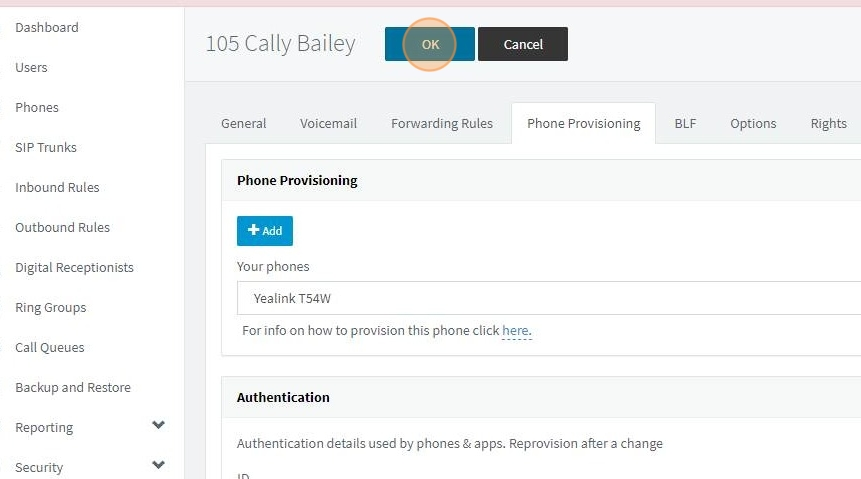 Dashboard
Users
Phones
SIP Trunks
Inbound Rules
Outbound Rules
Digital Receptionists
Ring Groups
Call Queues
Backup and Restore
Reporting
Security
105 Cally Bailey
OK Cancel
General Voicemail Forwarding Rules Phone Provisioning BLF Options Rights
Phone Provisioning
Add
Your phones
Yealink T54W
For info on how to provision this phone click here.
Authentication
Authentication details used by phones & apps. Reprovision after a change
ID